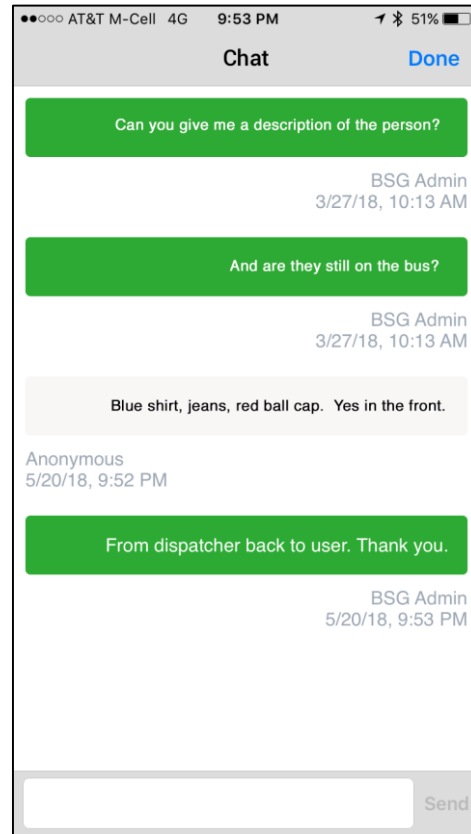 AT&T M-Cell 4G 9:53 PM 51%
Chat Done
Can you give me a description of the person?
BSG Admin
3/27/18, 10:13 AM
And are they still on the bus?
BSG Admin
3/27/18, 10:13 AM
Blue shirt, jeans, red ball cap.  Yes in the front.
Anonymous
5/20/18, 9:52 PM
From dispatcher back to user. Thank you.
BSG Admin
5/20/18, 9:53 PM
Send